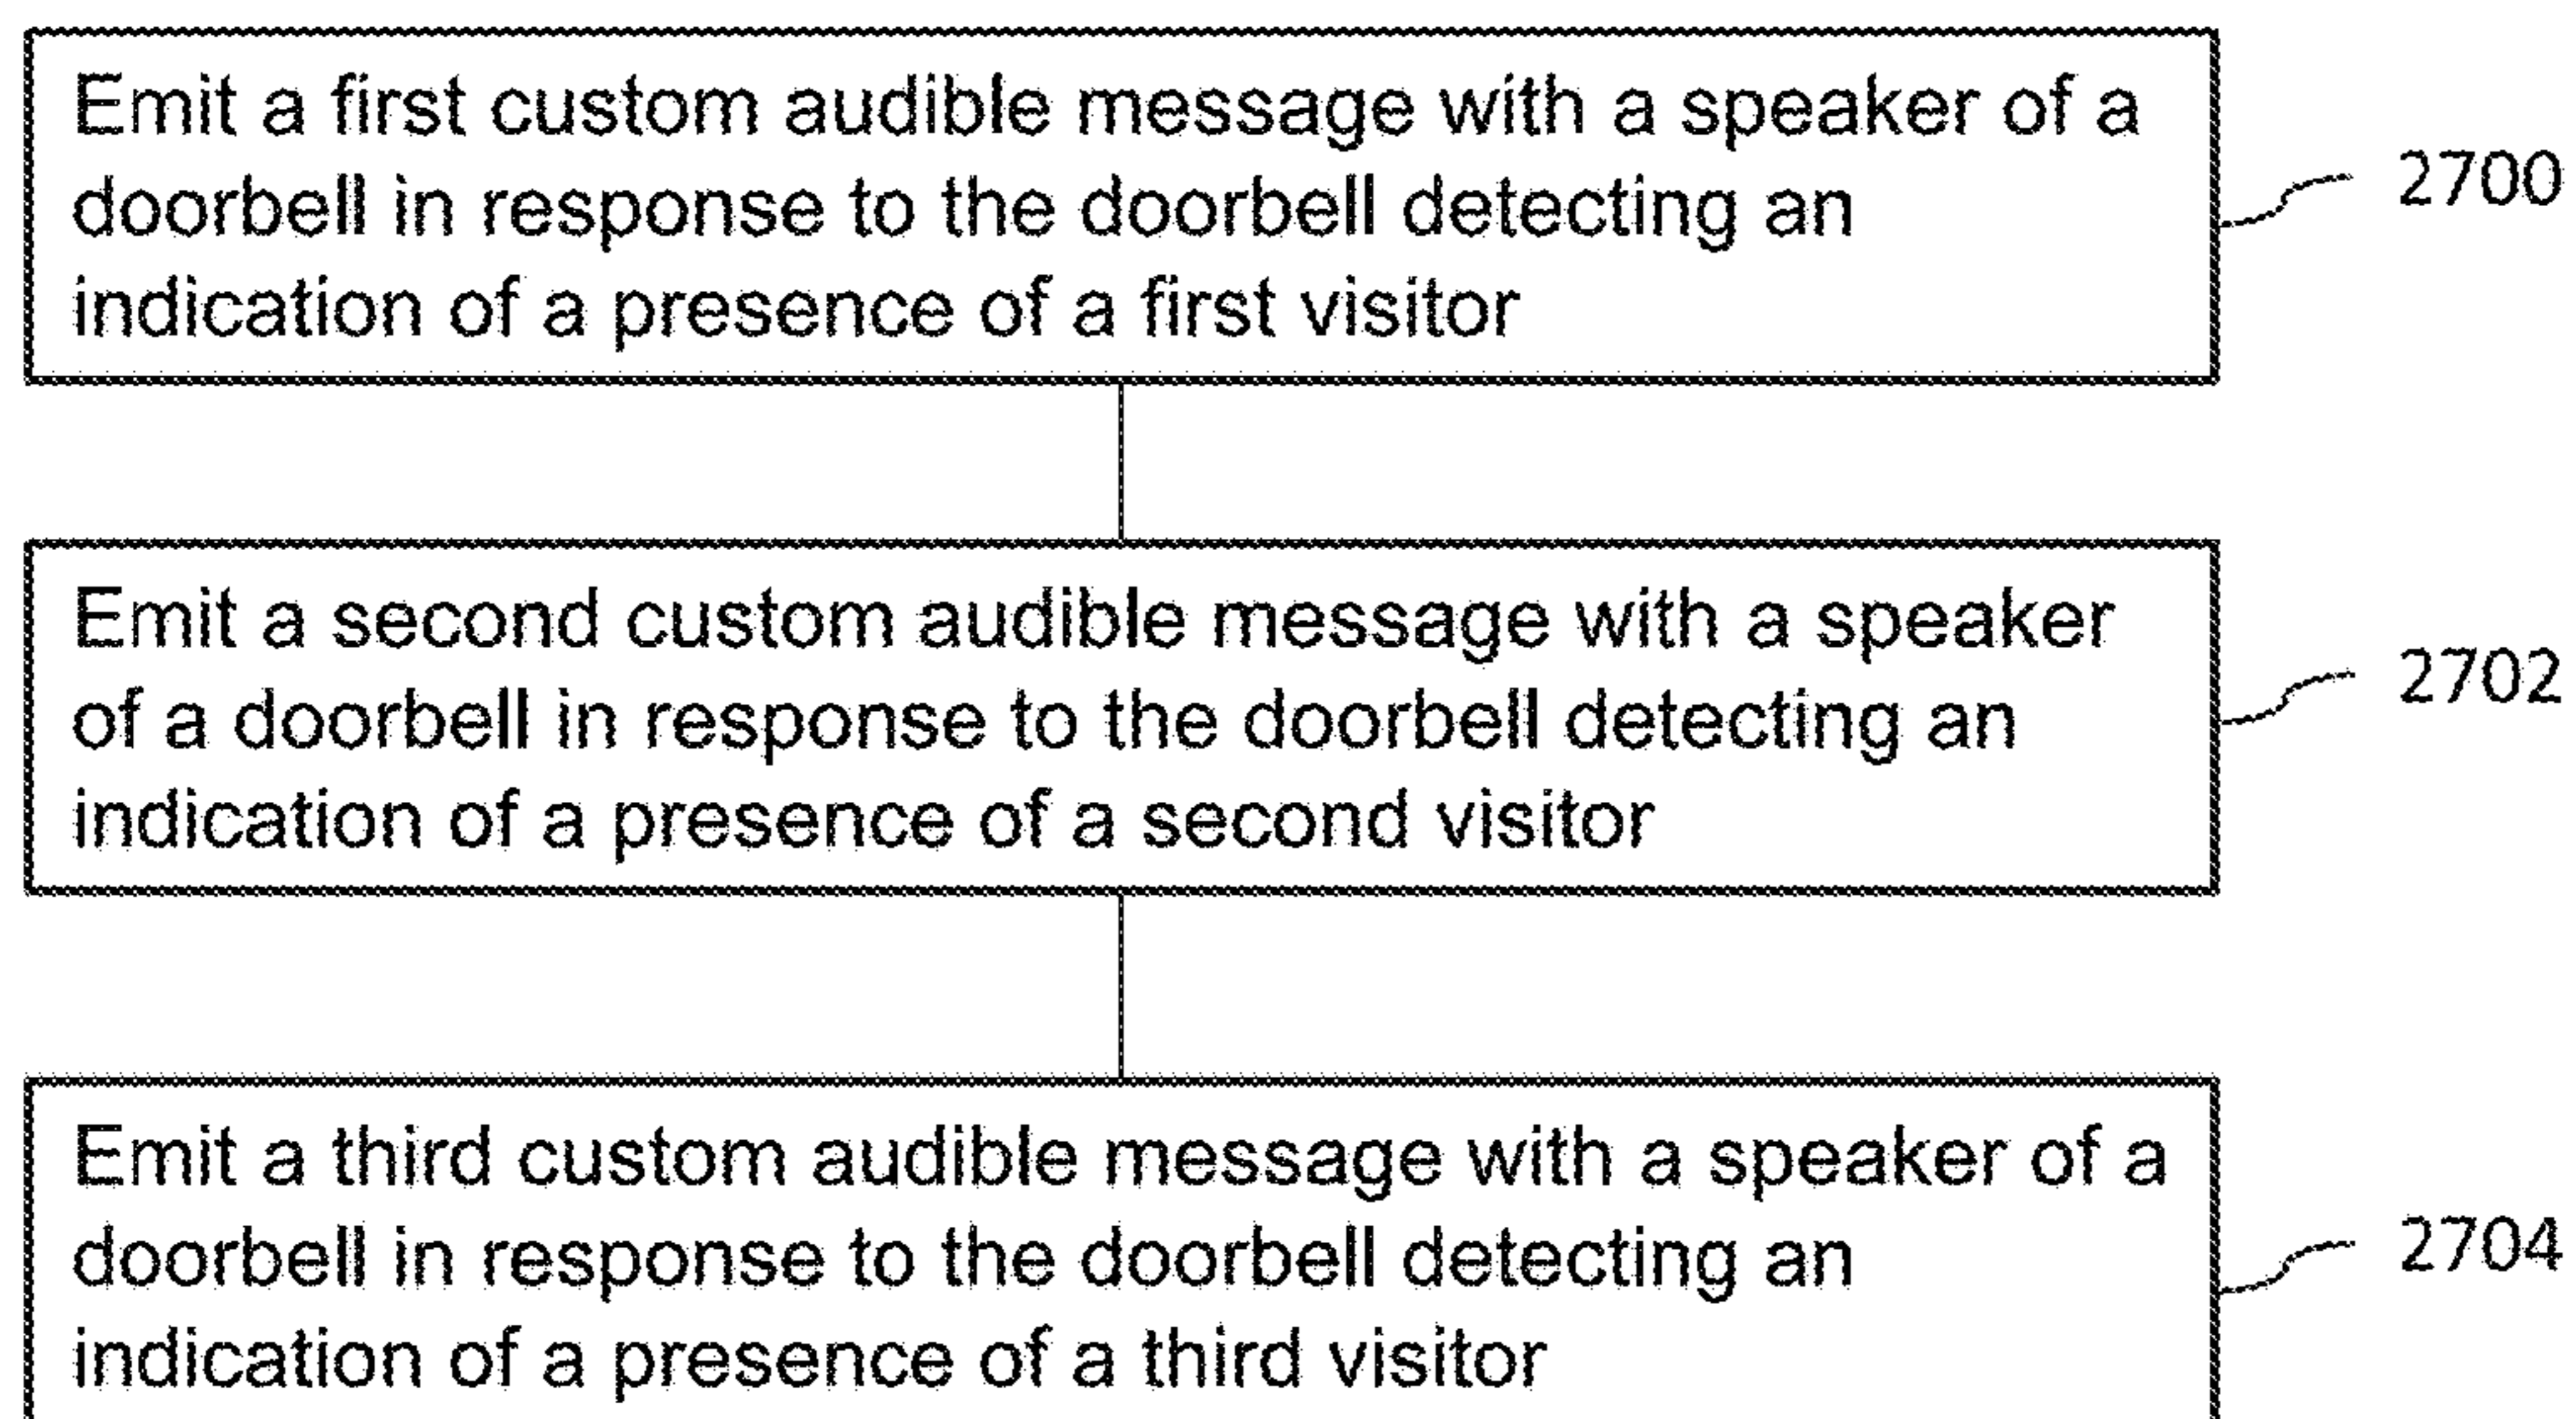 Emit a first custom audible message with a speaker of a
doorbell in response to the doorbell detecting an
indication of a presence of a first visitor
2700
Emit a second custom audible message with a speaker
of a doorbell in response to the doorbell detecting an
indication of a presence of a second visitor
2702
Emit a third custom audible message with a speaker of a
doorbell in response to the doorbell detecting an
indication of a presence of a third visitor
2704